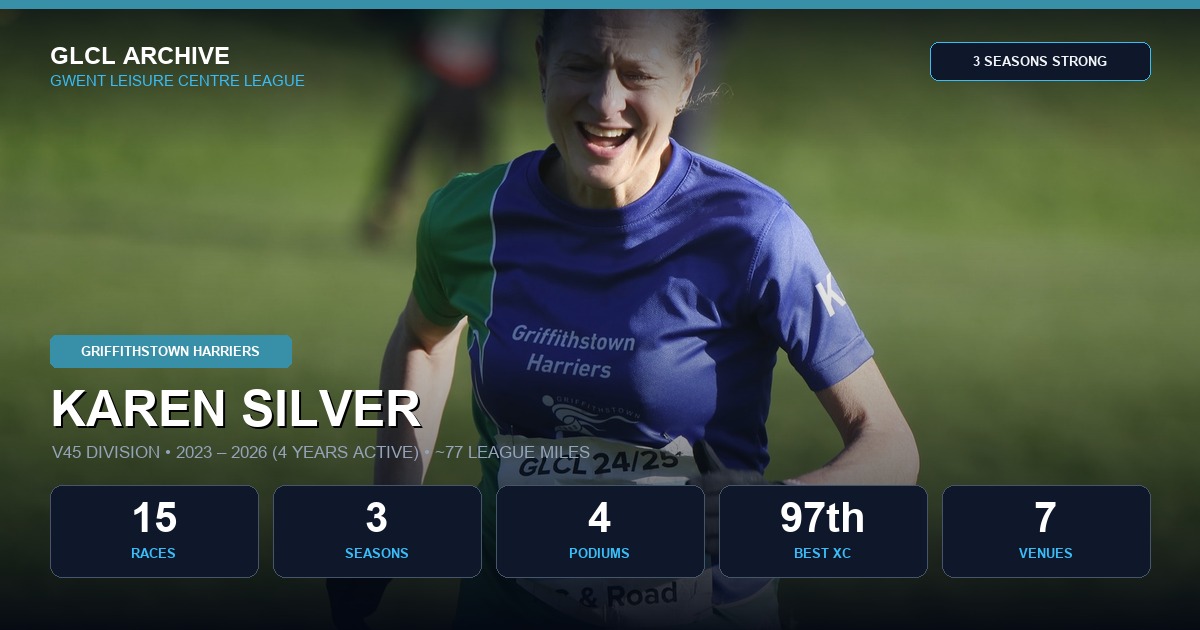 GLCL ARCHIVE
GWENT LEISURE CENTRE LEAGUE
3 SEASONS STRONG
K
Griffithstown
Harriers
GRIFFITHSTOWN
GRIFFITHSTOWN HARRIERS
KAREN SILVER
V45 DIVISION • 2023 – 2026 (4 YEARS ACTIVE) • ~77 LEAGUE MILES
GLCL 24/25
15
RACES
3
SEASONS
4
PODIUMS
97th
BEST XC
7
VENUES
& Road